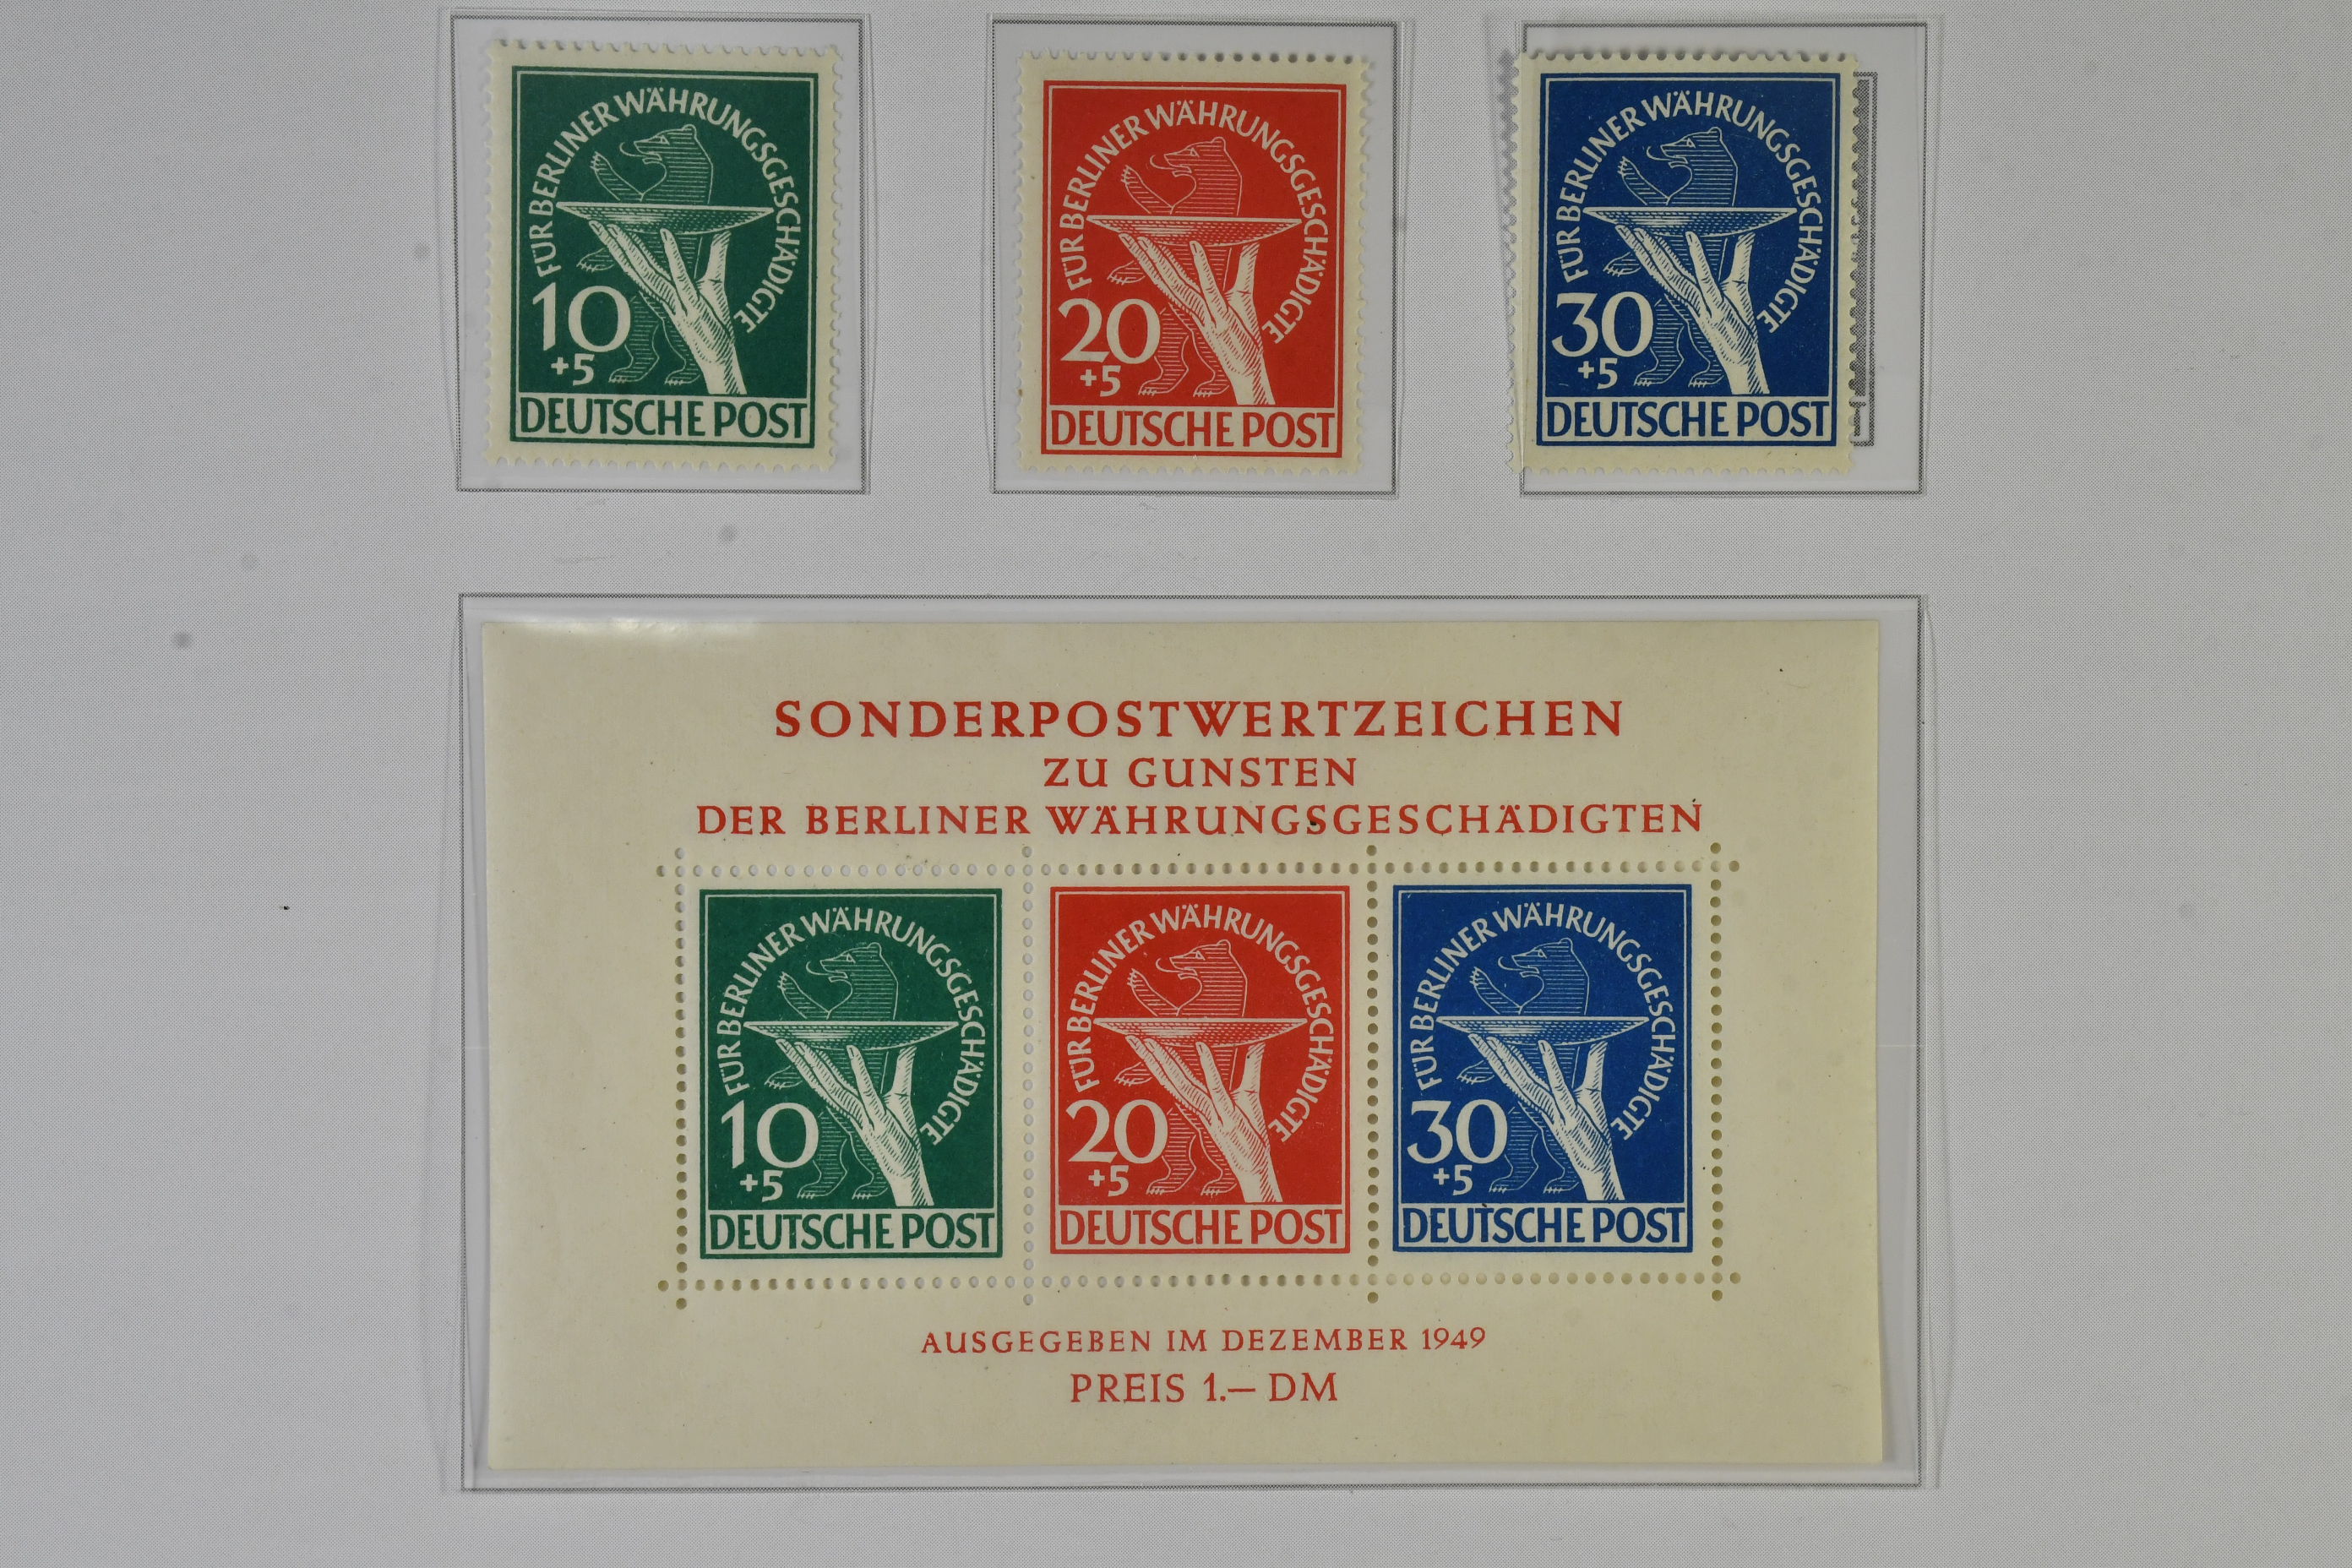 FÜR BERLINER WÄHRUNGSGESCHÄDIGTE
10
+5
DEUTSCHE POST
FÜR BERLINER WÄHRUNGSGESCHÄDIGTE
20
+5
DEUTSCHE POST
FÜR BERLINER WÄHRUNGSGESCHÄDIGTE
30
+5
DEUTSCHE POST
SONDERPOSTWERTZEICHEN
ZU GUNSTEN
DER BERLINER WÄHRUNGSGESCHÄDIGTEN
FÜR BERLINER WÄHRUNGSGESCHÄDIGTE
10
+5
DEUTSCHE POST
FÜR BERLINER WÄHRUNGSGESCHÄDIGTE
20
+5
DEUTSCHE POST
FÜR BERLINER WÄHRUNGSGESCHÄDIGTE
30
+5
DEUTSCHE POST
AUSGEGEBEN IM DEZEMBER 1949
PREIS 1.— DM